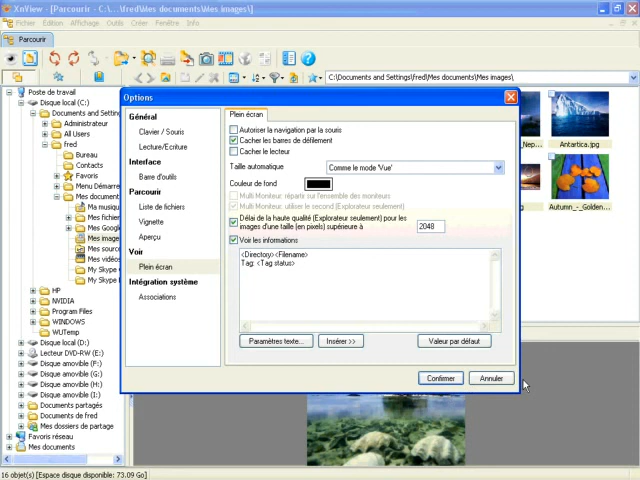 XnView - [Parcourir - C:\...\fred\Mes documents\Mes images\]
Fichier Édition Affichage Outils Créer Fenêtre Info
Parcourir
C:\Documents and Settings\fred\Mes documents\Mes images\
Poste de travail
Disque local (C:)
Documents and Setting
Administrateur
All Users
fred
Bureau
Contacts
Favoris
Menu Démarre
Mes document
Ma musiqu
Mes fichier
Mes Googl
Mes image
Mes sourc
Mes vidéos
My Skype
My Skype
HP
NVIDIA
Program Files
WINDOWS
WUTemp
Disque local (D:)
Lecteur DVD-RW (E:)
Disque amovible (F:)
Disque amovible (G:)
Disque amovible (H:)
Disque amovible (I:)
Documents partagés
Documents de fred
Mes dossiers de partage
Favoris réseau
Mes documents
Options
Général
Clavier / Souris
Lecture/Ecriture
Interface
Barre d'outils
Parcourir
Liste de fichiers
Vignette
Aperçu
Voir
Plein écran
Intégration système
Associations
Plein écran
Autoriser la navigation par la souris
Cacher les barres de défilement
Cacher le lecteur
Taille automatique Comme le mode 'Vue'
Couleur de fond
Multi Moniteur: répartir sur l'ensemble des moniteurs
Multi Moniteur: utiliser le second (Explorateur seulement)
Délai de la haute qualité (Explorateur seulement) pour les
images d'une taille (en pixels) supérieure à 2048
Voir les informations
<Directory><Filename>
Tag: <Tag status>
Paramètres texte... Insérer >> Valeur par défaut
Confirmer Annuler
_Nep... Antartica.jpg
Autumn_-_Golden...
16 objet(s) [Espace disque disponible: 73.09 Go]